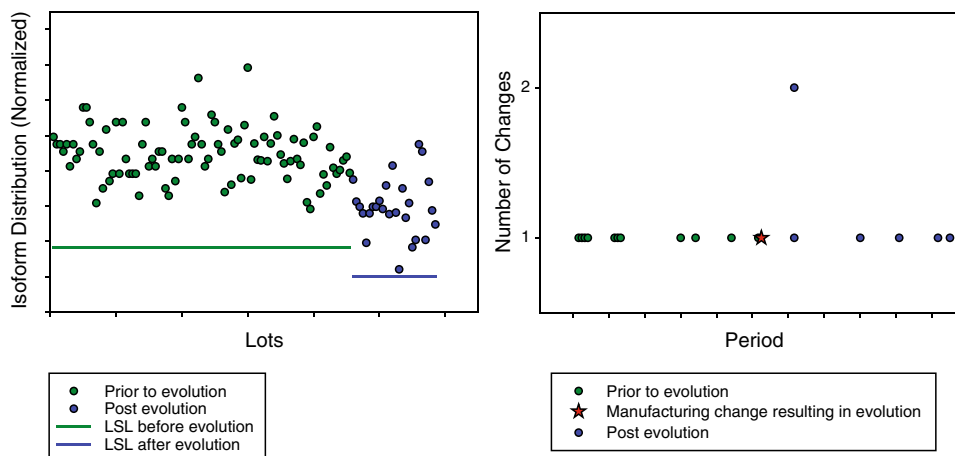 Isoform Distribution (Normalized)
Lots
Prior to evolution
Post evolution
LSL before evolution
LSL after evolution
Number of Changes
2
1
Period
Prior to evolution
Manufacturing change resulting in evolution
Post evolution